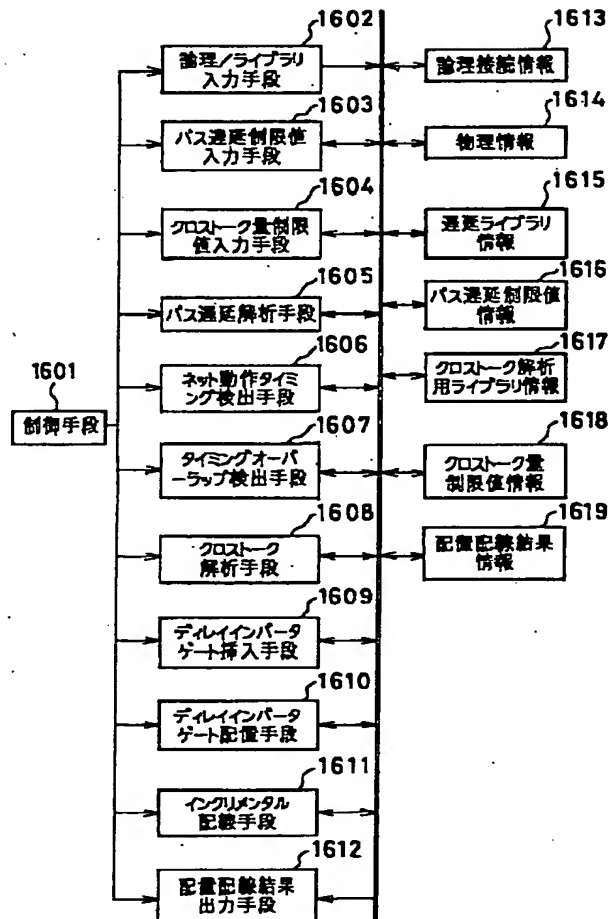 1602
論理/ライブラリ
入力手段
1603
パス遅延制限値
入力手段
1604
クロストーク量制限
値入力手段
1605
パス遅延解析手段
1606
ネット動作タイミ
ング検出手段
1601
制御手段
1607
タイミングオーバ
ーラップ検出手段
1608
クロストーク
解析手段
1609
ディレイインバータ
ゲート挿入手段
1610
ディレイインバータ
ゲート配置手段
1611
インクリメンタル
配線手段
1612
配置配線結果
出力手段
1613
論理接続情報
1614
物理情報
1615
遅延ライブラリ
情報
1616
パス遅延制限値
情報
1617
クロストーク解析
用ライブラリ情報
1618
クロストーク量
制限値情報
1619
配置配線結果
情報